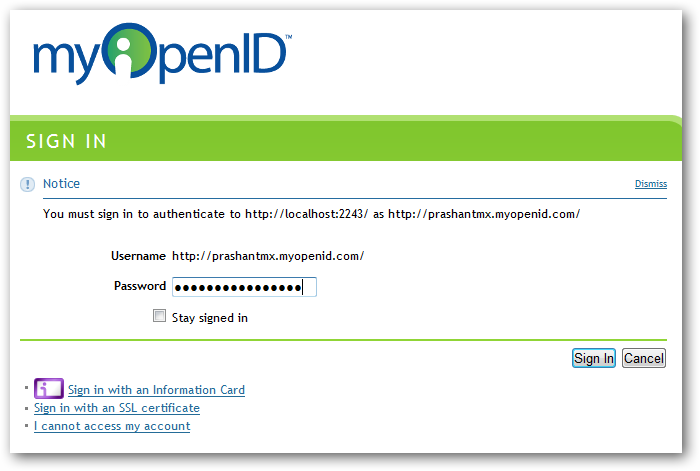 myOpenID™
SIGN IN
Notice
Dismiss
You must sign in to authenticate to http://localhost:2243/ as http://prashantmx.myopenid.com/
Username http://prashantmx.myopenid.com/
Password ●●●●●●●●●●●●●●●●
Stay signed in
Sign In Cancel
Sign in with an Information Card
Sign in with an SSL certificate
I cannot access my account